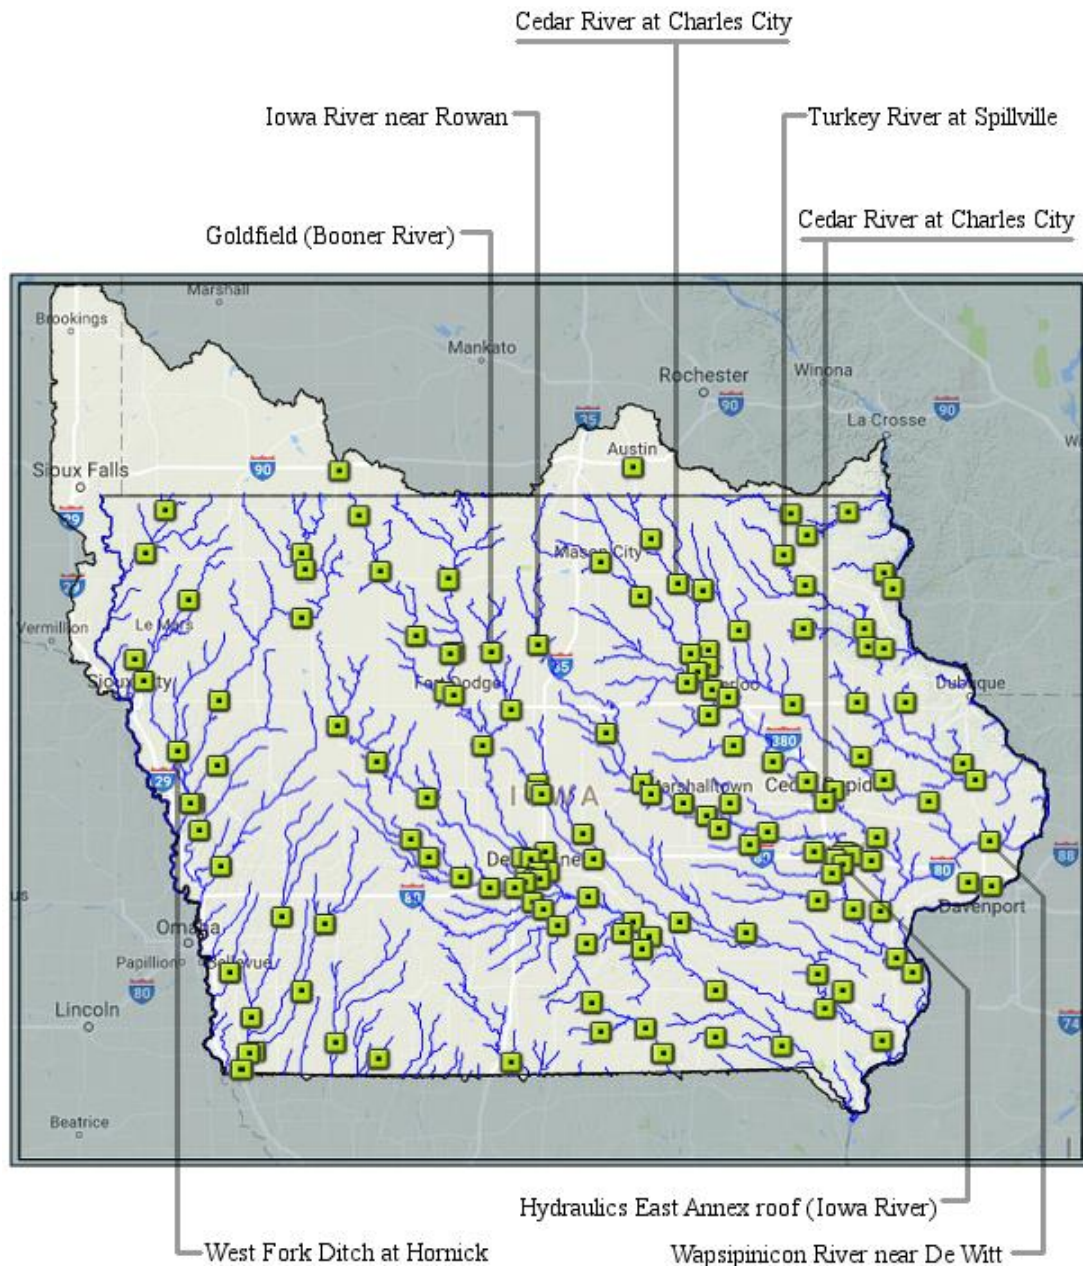 Cedar River at Charles City
Iowa River near Rowan
Turkey River at Spillville
Cedar River at Charles City
Goldfield (Booner River)
Marshall
Brookings
Mankato
Rochester
Winona
90
90
35
La Crosse
Austin
Sioux Falls
90
29
Mason City
29
Vermillion
Le Mars
35
Sioux City
Fort Dodge
Dubuque
380
29
IOWA
Marshalltown
80
88
80
80
Davenport
Omaha
Papillion
Bellevue
80
Lincoln
74
Beatrice
Hydraulics East Annex roof (Iowa River)
West Fork Ditch at Hornick
Wapsipinicon River near De Witt